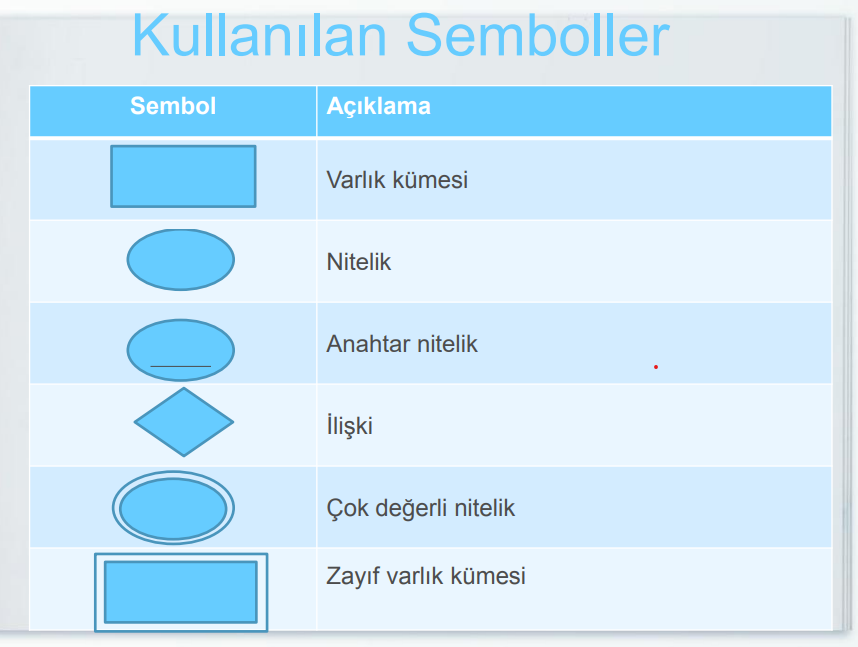 Kullanılan Semboller
Sembol Açıklama
Varlık kümesi
Nitelik
Anahtar nitelik
İlişki
Çok değerli nitelik
Zayıf varlık kümesi